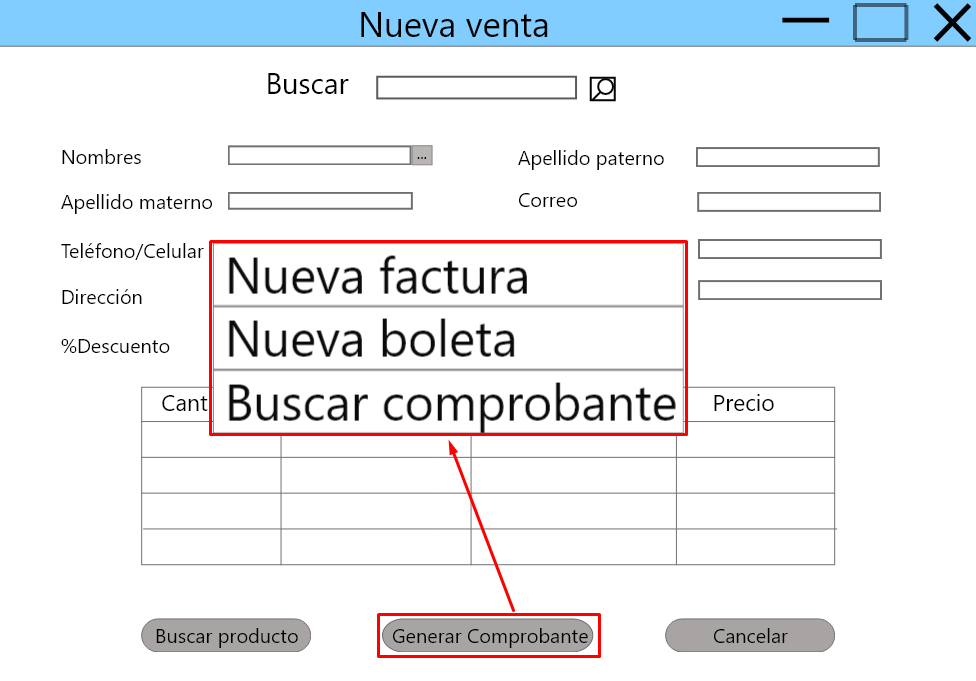 Nueva venta
Buscar
Nombres ... Apellido paterno
Apellido materno Correo
Teléfono/Celular
Nueva factura
Dirección
Nueva boleta
%Descuento
Buscar comprobante
Cant Precio
Buscar producto Generar Comprobante Cancelar